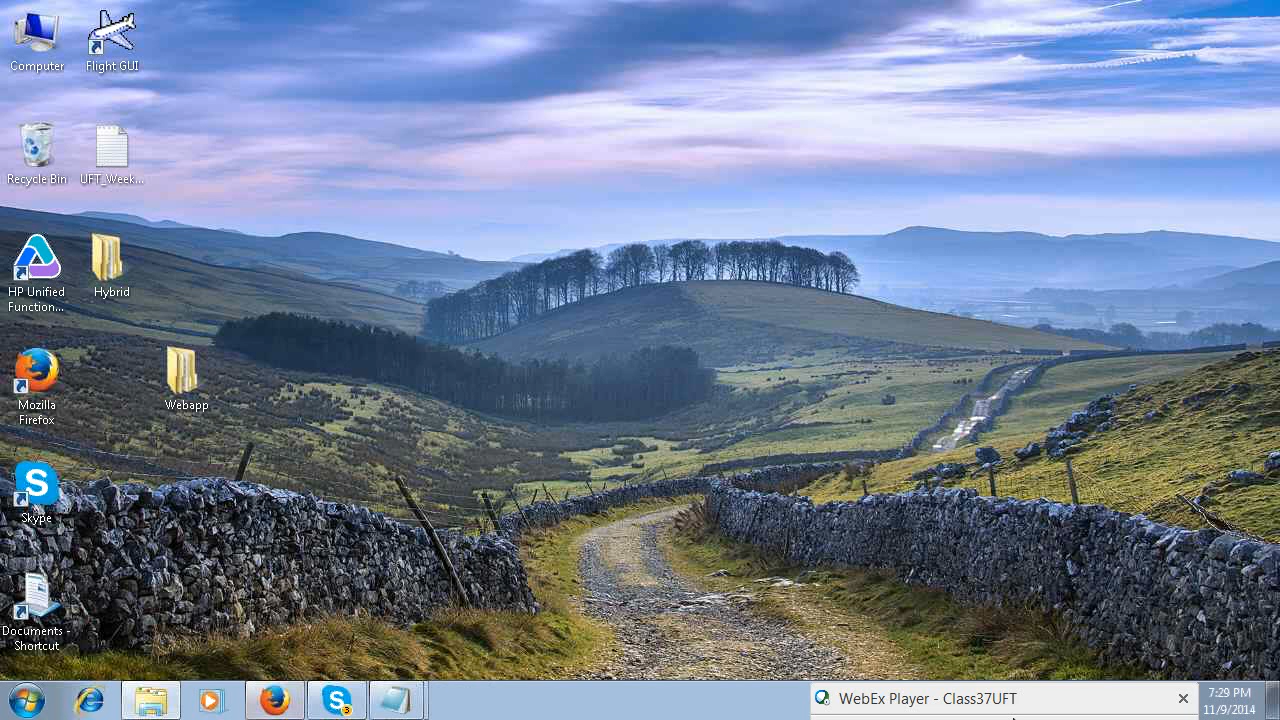 Computer
Flight GUI
Recycle Bin
UFT_Week...
HP Unified
Function...
Hybrid
Mozilla
Firefox
Webapp
Skype
Documents -
Shortcut
3
WebEx Player - Class37UFT
7:29 PM
11/9/2014